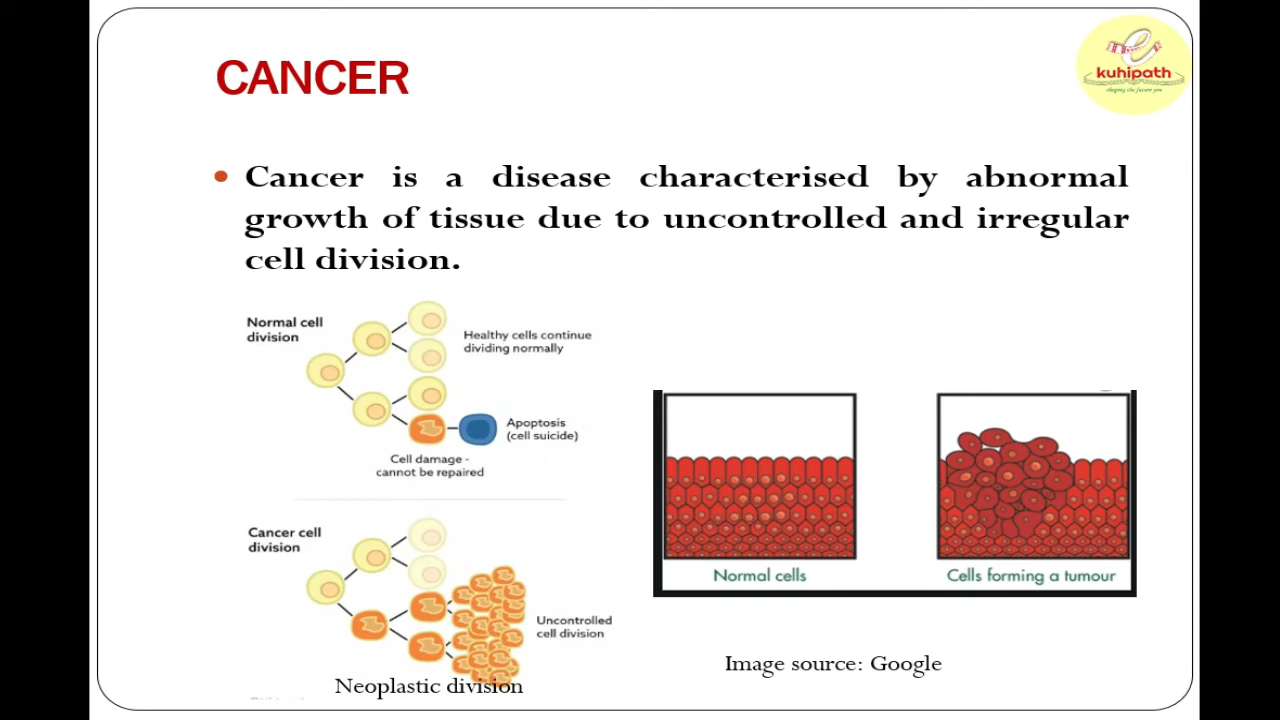 CANCER
kuhipath
shaping the future you
Cancer is a disease characterised by abnormal
growth of tissue due to uncontrolled and irregular
cell division.
Normal cell
division
Healthy cells continue
dividing normally
Apoptosis
(cell suicide)
Cell damage -
cannot be repaired
Cancer cell
division
Uncontrolled
cell division
Neoplastic division
Normal cells
Cells forming a tumour
Image source: Google